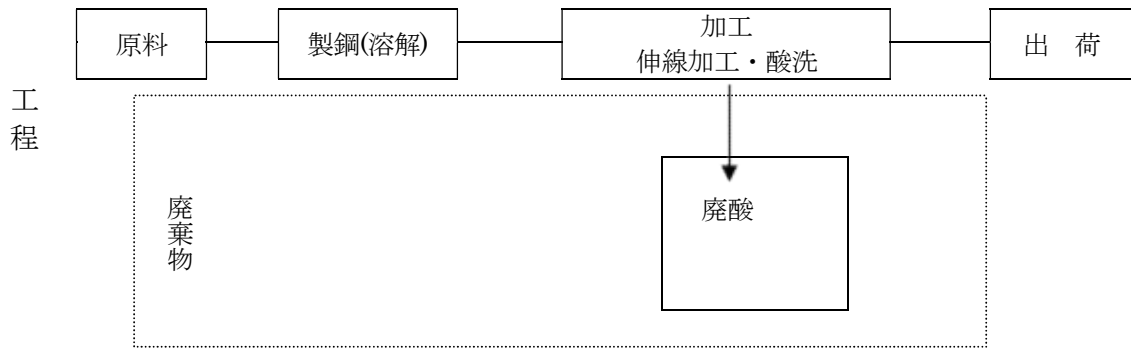 原料
製鋼(溶解)
加工
伸線加工・酸洗
出 荷
工程
廃棄物
廃酸